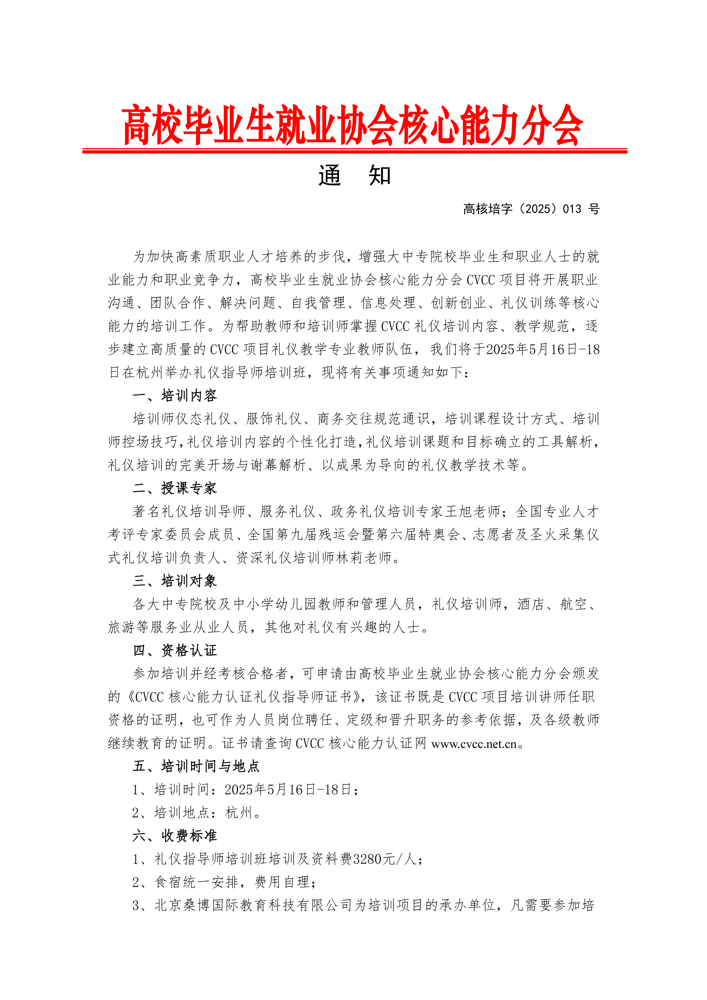 高校毕业生就业协会核心能力分会
通 知
高核培字（2025）013 号
为加快高素质职业人才培养的步伐，增强大中专院校毕业生和职业人士的就
业能力和职业竞争力，高校毕业生就业协会核心能力分会 CVCC 项目将开展职业
沟通、团队合作、解决问题、自我管理、信息处理、创新创业、礼仪训练等核心
能力的培训工作。为帮助教师和培训师掌握 CVCC 礼仪培训内容、教学规范，逐
步建立高质量的 CVCC 项目礼仪教学专业教师队伍，我们将于2025年5月16日-18
日在杭州举办礼仪指导师培训班，现将有关事项通知如下：
一、培训内容
培训师仪态礼仪、服饰礼仪、商务交往规范通识，培训课程设计方式、培训
师控场技巧，礼仪培训内容的个性化打造，礼仪培训课题和目标确立的工具解析，
礼仪培训的完美开场与谢幕解析、以成果为导向的礼仪教学技术等。
二、授课专家
著名礼仪培训导师、服务礼仪、政务礼仪培训专家王旭老师；全国专业人才
考评专家委员会成员、全国第九届残运会暨第六届特奥会、志愿者及圣火采集仪
式礼仪培训负责人、资深礼仪培训师林莉老师。
三、培训对象
各大中专院校及中小学幼儿园教师和管理人员，礼仪培训师，酒店、航空、
旅游等服务业从业人员，其他对礼仪有兴趣的人士。
四、资格认证
参加培训并经考核合格者，可申请由高校毕业生就业协会核心能力分会颁发
的《CVCC 核心能力认证礼仪指导师证书》，该证书既是 CVCC 项目培训讲师任职
资格的证明，也可作为人员岗位聘任、定级和晋升职务的参考依据，及各级教师
继续教育的证明。证书请查询 CVCC 核心能力认证网 www.cvcc.net.cn。
五、培训时间与地点
1、培训时间：2025年5月16日-18日；
2、培训地点：杭州。
六、收费标准
1、礼仪指导师培训班培训及资料费3280元/人；
2、食宿统一安排，费用自理；
3、北京桑博国际教育科技有限公司为培训项目的承办单位，凡需要参加培